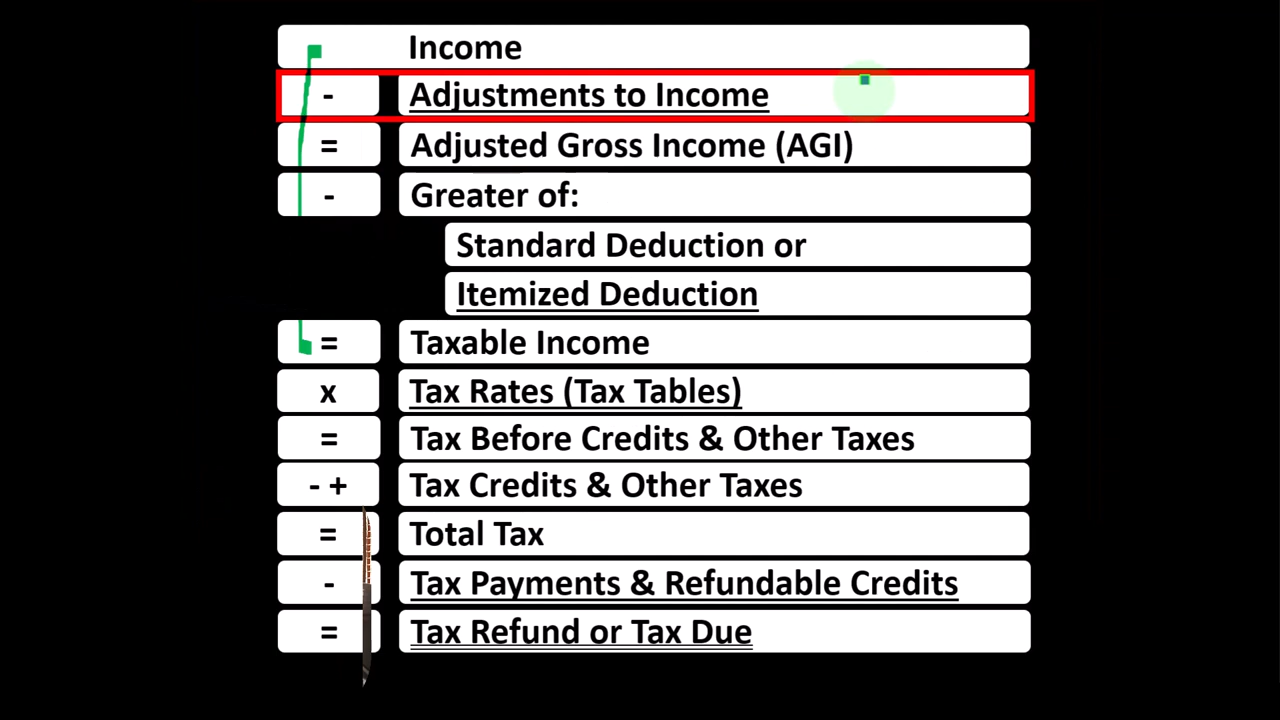 Income
- Adjustments to Income
= Adjusted Gross Income (AGI)
- Greater of:
Standard Deduction or
Itemized Deduction
= Taxable Income
x Tax Rates (Tax Tables)
= Tax Before Credits & Other Taxes
- + Tax Credits & Other Taxes
= Total Tax
- Tax Payments & Refundable Credits
= Tax Refund or Tax Due